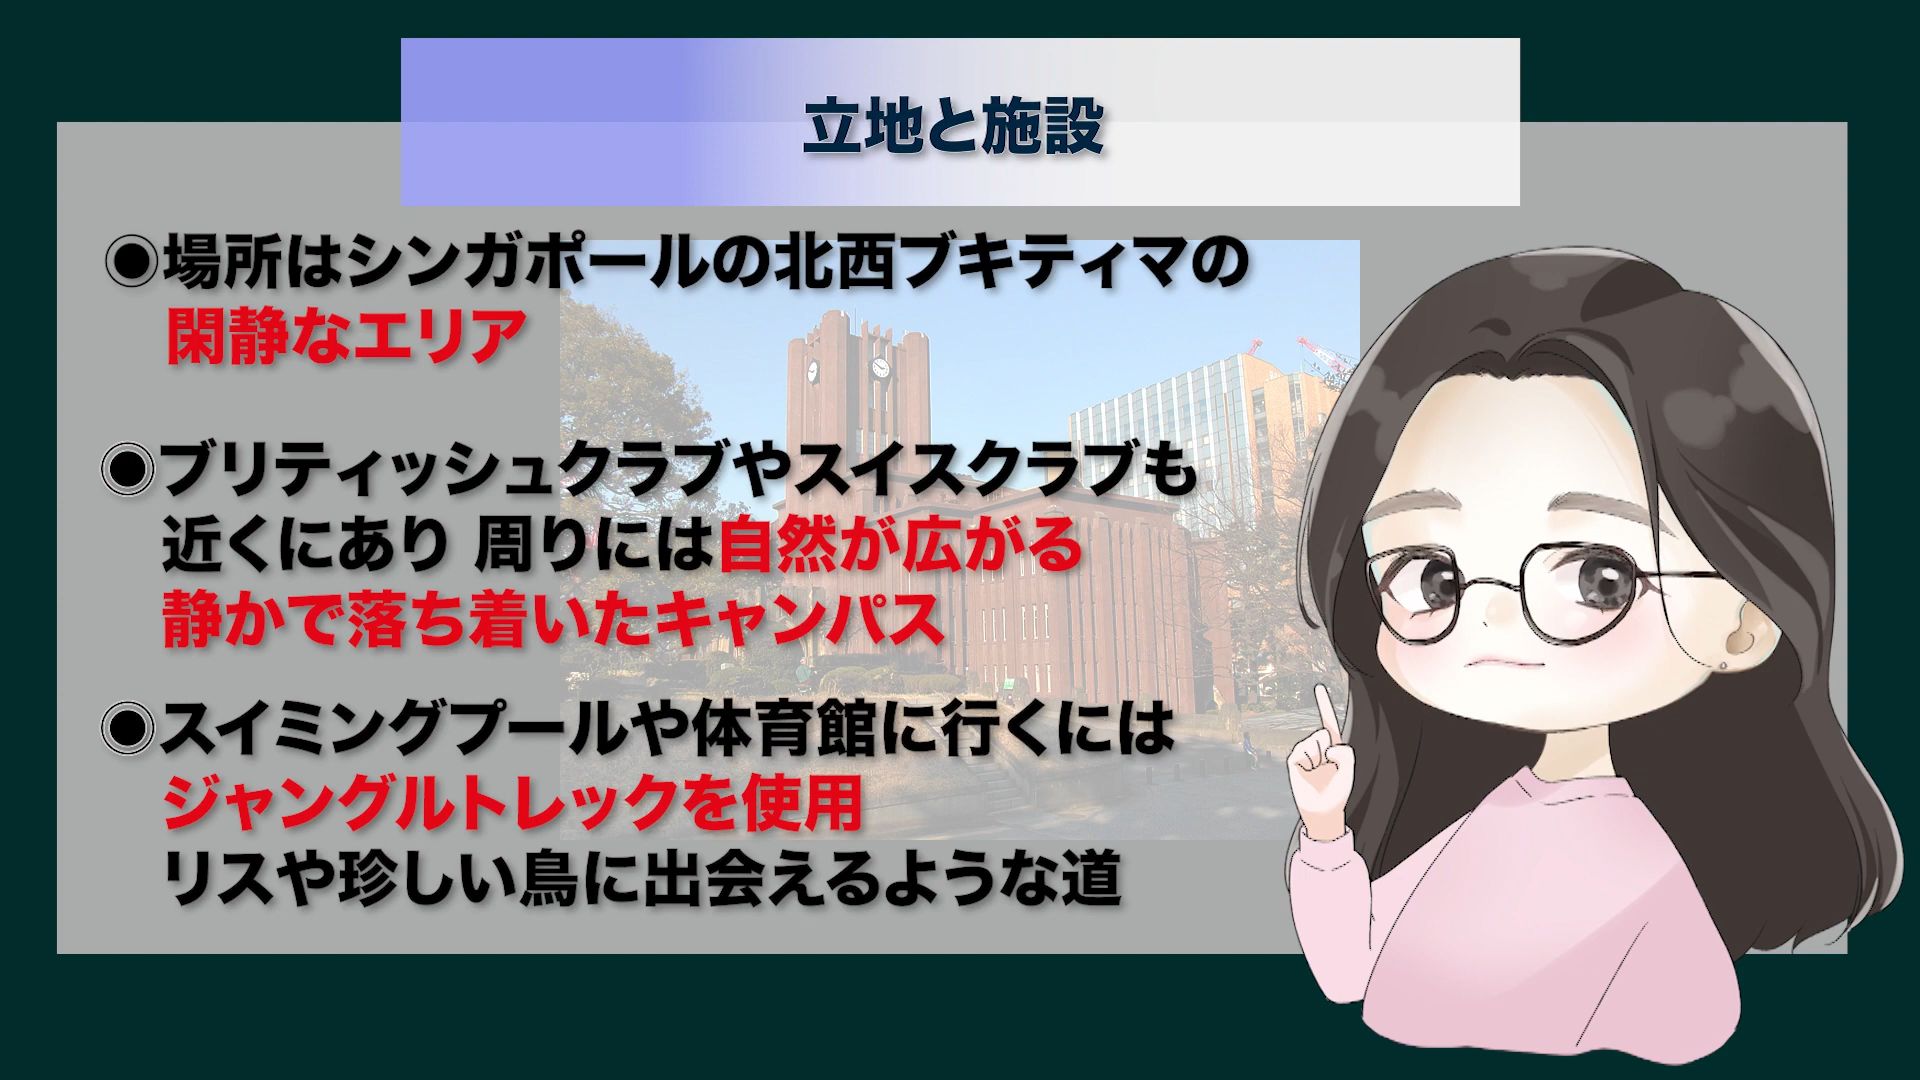 立地と施設
◉場所はシンガポールの北西ブキティマの
閑静なエリア
◉ブリティッシュクラブやスイスクラブも
近くにあり 周りには自然が広がる
静かで落ち着いたキャンパス
◉スイミングプールや体育館に行くには
ジャングルトレックを使用
リスや珍しい鳥に出会えるような道